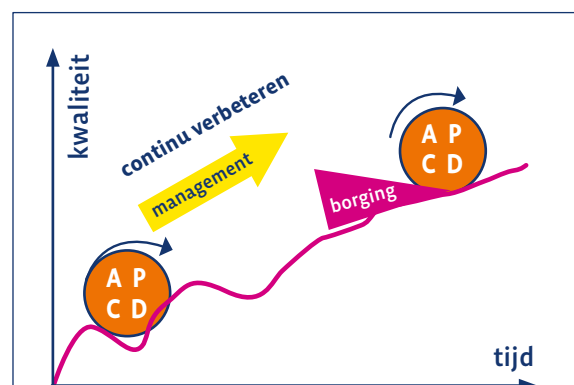 kwaliteit
continu verbeteren
management
A P
C D
borging
A P
C D
tijd